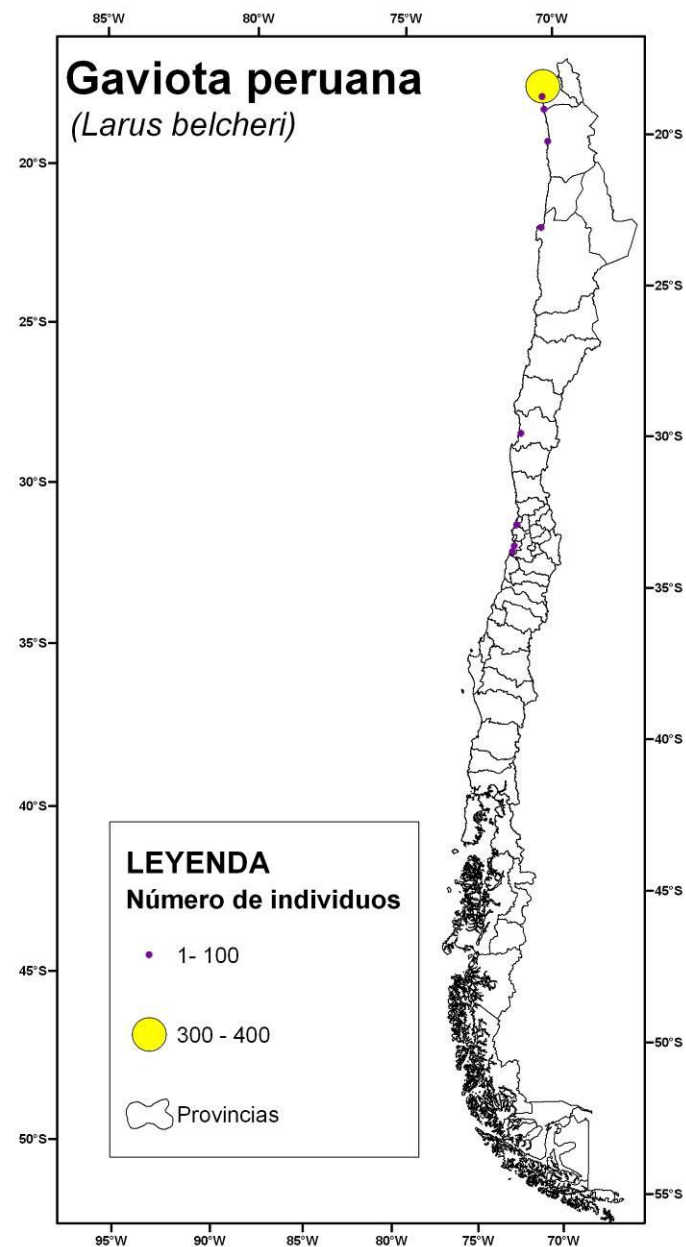 85°W 80°W 75°W 70°W
Gaviota peruana
(Larus belcheri)
20°S
20°S
25°S
25°S
30°S
30°S
35°S
35°S
40°S
40°S
LEYENDA
Número de individuos
45°S
1- 100
45°S
300 - 400
50°S
Provincias
50°S
55°S
95°W 90°W 85°W 80°W 75°W 70°W